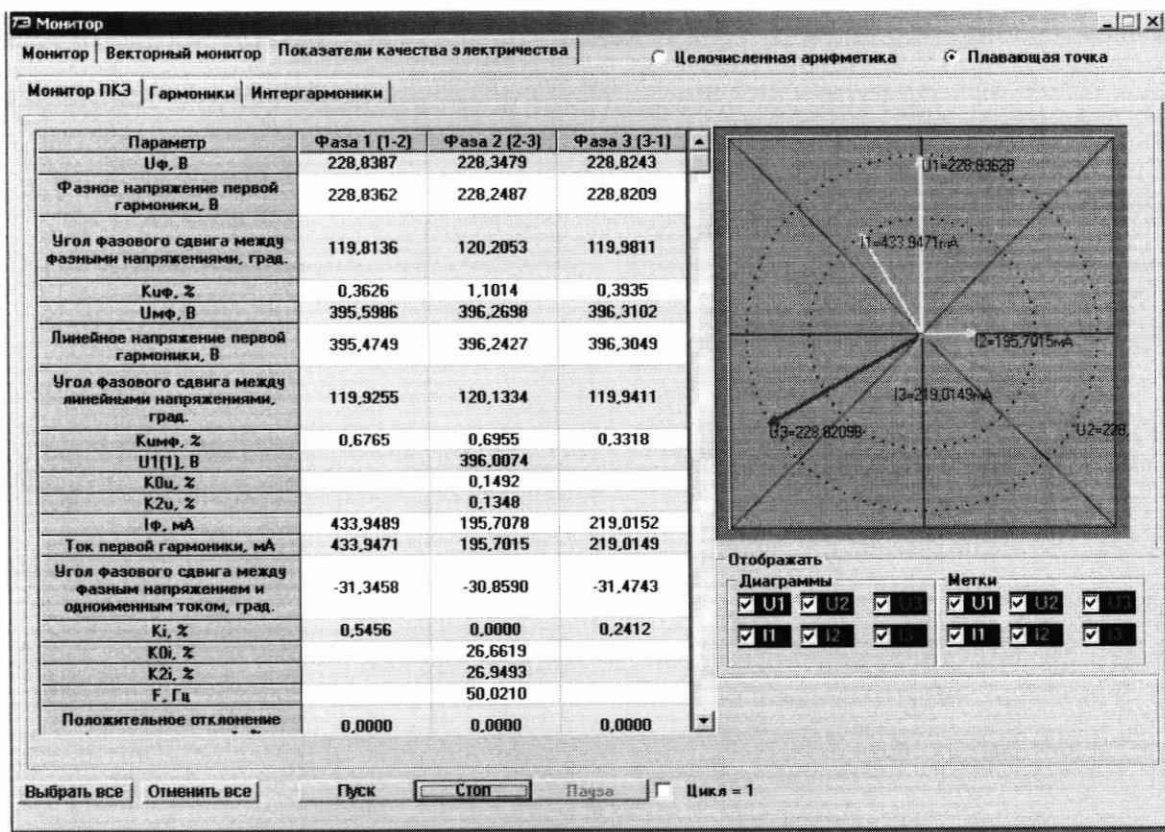 ТЭ Монитор
Монитор Векторный монитор Показатели качества электричества Целочисленная арифметика Плавающая точка
Монитор ПКЭ Гармоники Интергармоники
Параметр Фаза 1 (1-2) Фаза 2 (2-3) Фаза 3 (3-1)
Uф, В 228,8387 228,3479 228,8243
Фазное напряжение первой
гармоники, В 228,8362 228,2487 228,8209
Угол фазового сдвига между
фазными напряжениями, град. 119,8136 120,2053 119,9811
Kuф, % 0,3626 1,1014 0,3935
Uмф, В 395,5986 396,2698 396,3102
Линейное напряжение первой
гармоники, В 395,4749 396,2427 396,3049
Угол фазового сдвига между
линейными напряжениями,
град. 119,9255 120,1334 119,9411
Kuмф, % 0,6765 0,6955 0,3318
U1(1), В 396,0074
K0u, % 0,1492
K2u, % 0,1348
Iф, мА 433,9489 195,7078 219,0152
Ток первой гармоники, мА 433,9471 195,7015 219,0149
Угол фазового сдвига между
фазным напряжением и
одноименным током, град. -31,3458 -30,8590 -31,4743
Ki, % 0,5456 0,0000 0,2412
K0i, % 26,6619
K2i, % 26,9493
F, Гц 50,0210
Положительное отклонение
0,0000 0,0000 0,0000
U1=228,8362В
I1=433,9471мА
I2=195,7015мА
I3=219,0149мА
U3=228,8209В
U2=228,
Отображать
Диаграммы Метки
U1 U2 U3 U1 U2 U3
I1 I2 I3 I1 I2 I3
Выбрать все Отменить все Пуск Стоп Пауза Цикл = 1